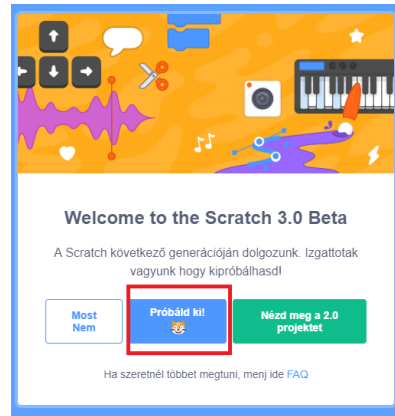 Welcome to the Scratch 3.0 Beta
A Scratch következő generációján dolgozunk. Izgattotak
vagyunk hogy kipróbálhasd!
Most
Nem
Próbáld ki!
Nézd meg a 2.0
projektet
Ha szeretnél többet megtuni, menj ide FAQ